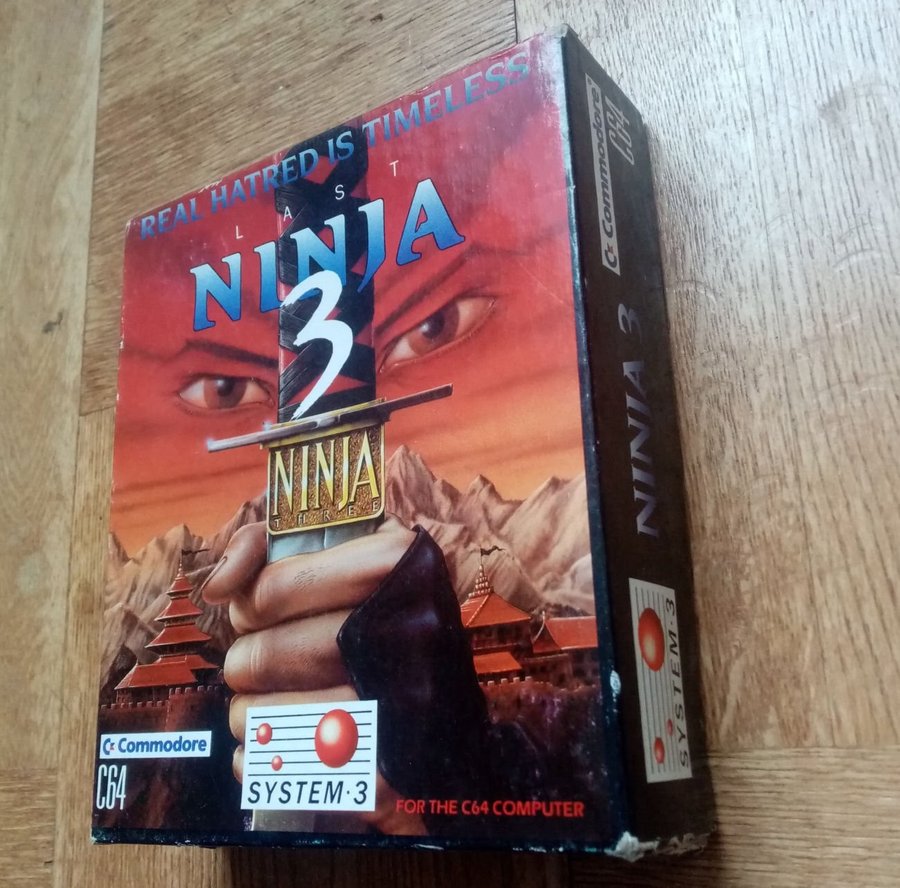 REAL HATRED IS TIMELESS
LAST
NINJA
3
NINJA
THREE
Commodore
C64
SYSTEM·3
FOR THE C64 COMPUTER
Commodore
C64
NINJA 3
SYSTEM·3